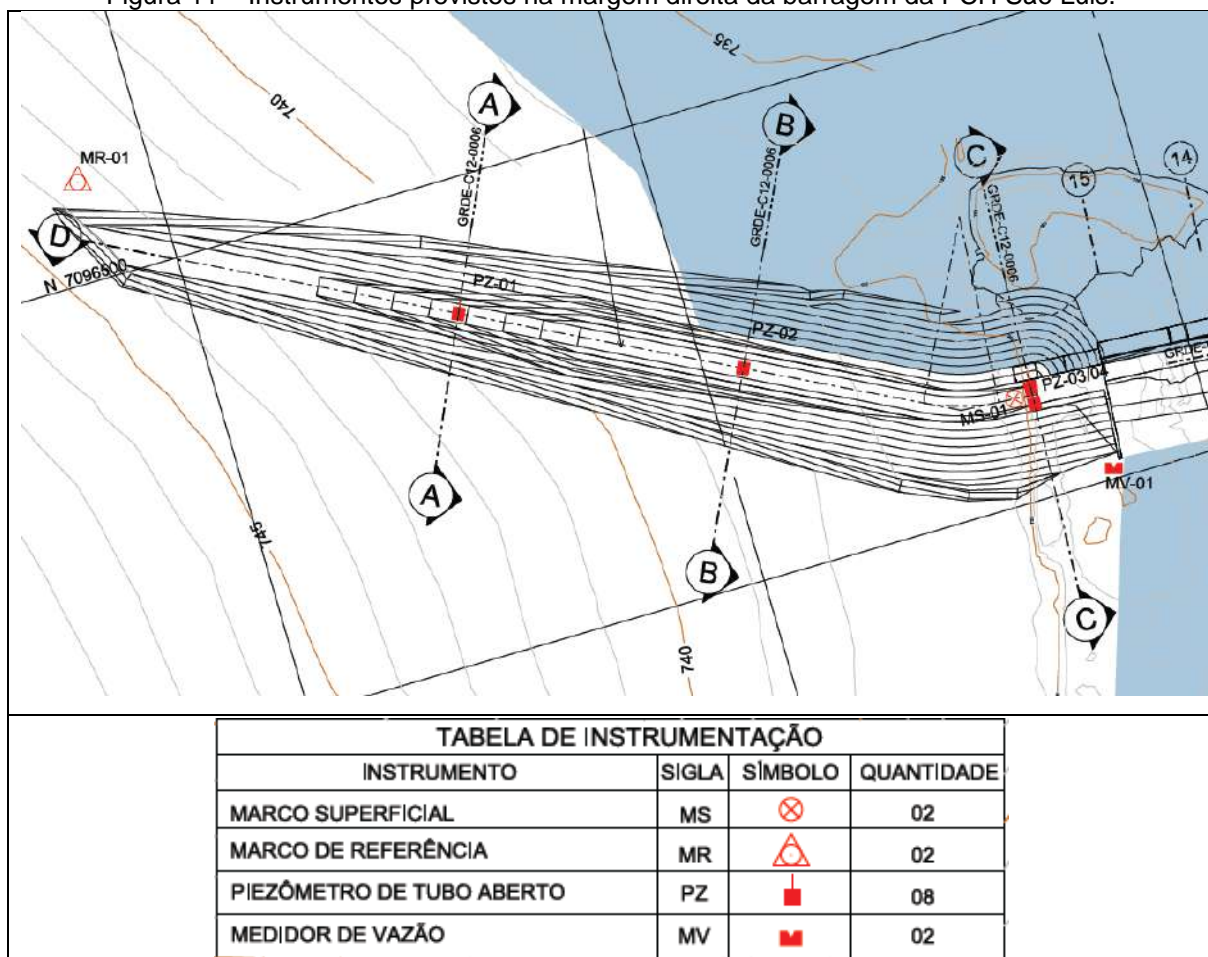 Figura 11 – Instrumentos previstos na margem direita da barragem da PCH São Luís.
735
740
A
B
C
GRDE-C12-0006
GRDE-C12-0006
GRDE-C12-0006
15
14
MR-01
D
N 7096600
PZ-01
PZ-02
PZ-03/04
MS-01
MV-01
A
B
C
745
740
TABELA DE INSTRUMENTAÇÃO
INSTRUMENTO SIGLA SÍMBOLO QUANTIDADE
MARCO SUPERFICIAL MS 02
MARCO DE REFERÊNCIA MR 02
PIEZÔMETRO DE TUBO ABERTO PZ 08
MEDIDOR DE VAZÃO MV 02